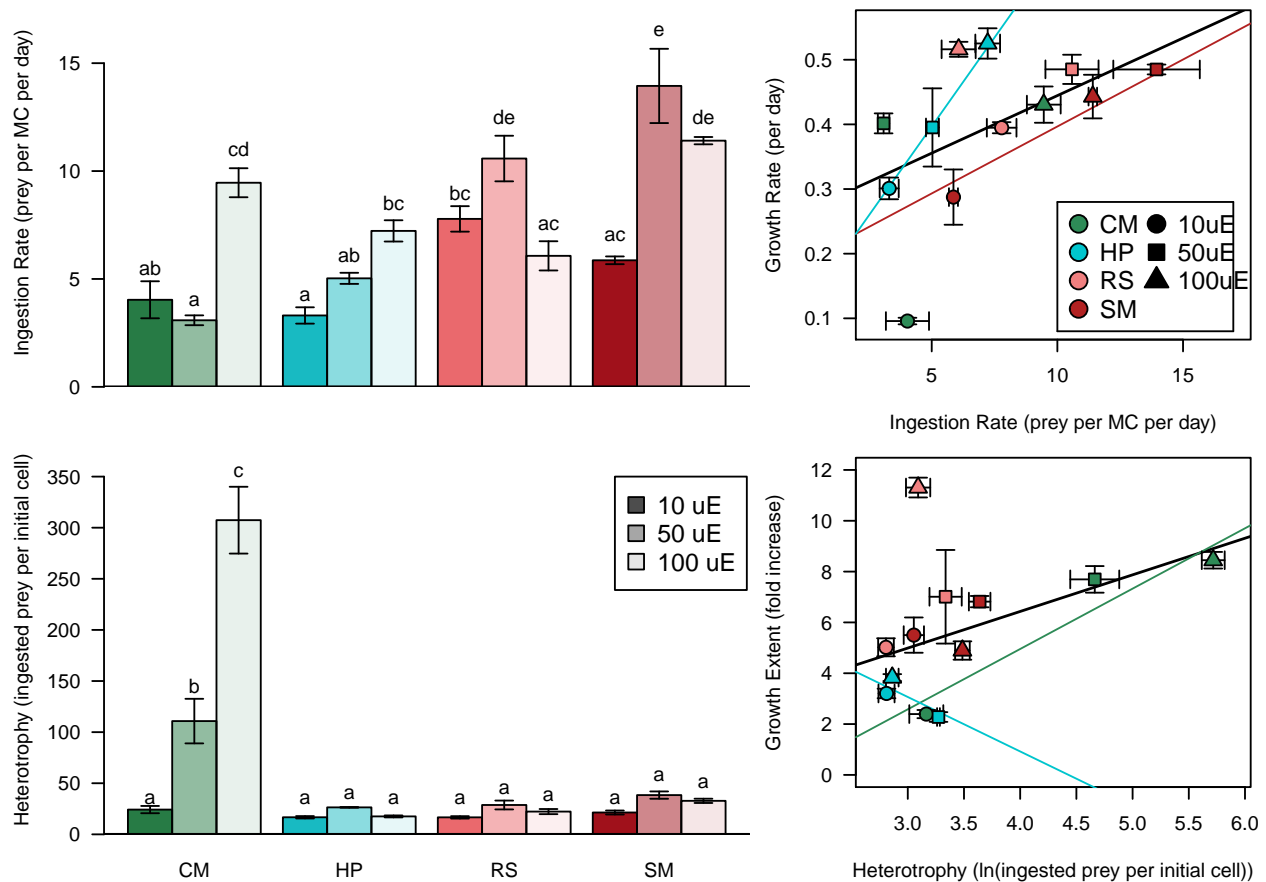 Ingestion Rate (prey per MC per day)
15
10
5
0
ab
a
cd
a
ab
bc
bc
de
ac
ac
e
de
Growth Rate (per day)
0.5
0.4
0.3
0.2
0.1
CM
HP
RS
SM
10uE
50uE
100uE
5
10
15
Ingestion Rate (prey per MC per day)
Heterotrophy (ingested prey per initial cell)
350
300
250
200
150
100
50
0
a
b
c
a
a
a
a
a
a
a
a
a
10 uE
50 uE
100 uE
CM
HP
RS
SM
Growth Extent (fold increase)
12
10
8
6
4
2
0
3.0
3.5
4.0
4.5
5.0
5.5
6.0
Heterotrophy (ln(ingested prey per initial cell))